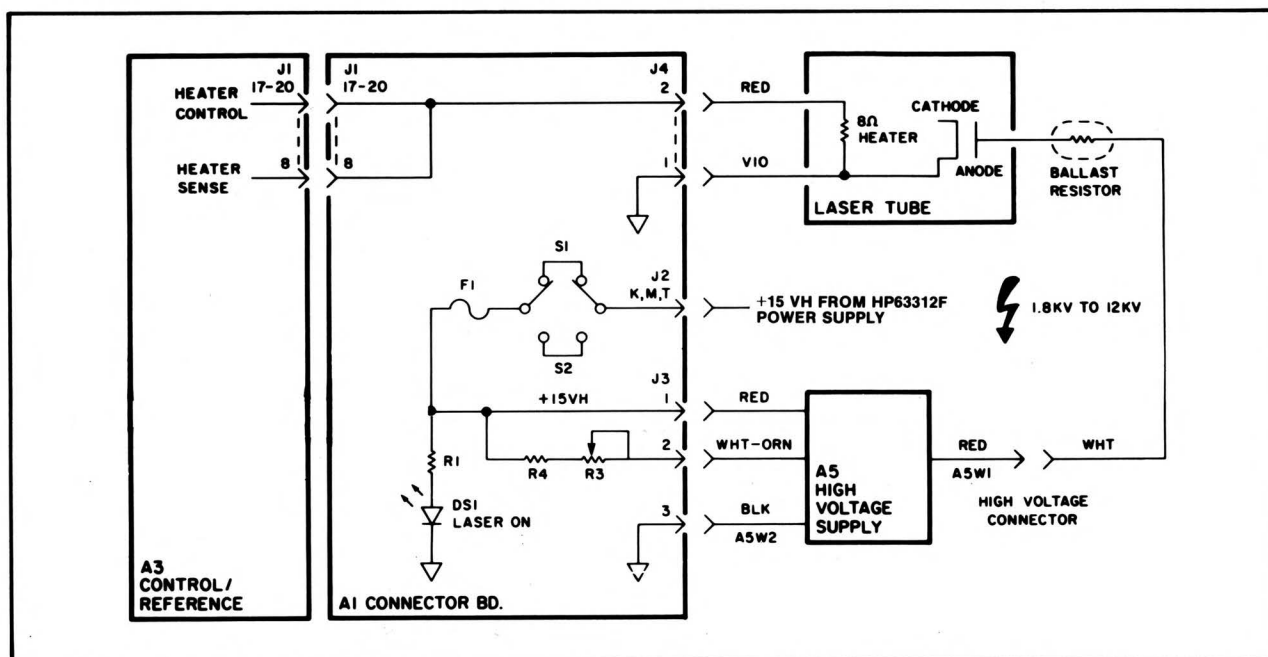 J1
17-20
HEATER
CONTROL
HEATER
SENSE
8
A3
CONTROL/
REFERENCE
J1
17-20
8
J4
2
1
S1
F1
S2
J2
K,M,T
J3
+15VH
1
2
3
R1
R4
R3
DS1
LASER ON
A1 CONNECTOR BD.
RED
VIO
8Ω
HEATER
CATHODE
ANODE
LASER TUBE
BALLAST
RESISTOR
+15 VH FROM HP63312F
POWER SUPPLY
1.8KV TO 12KV
RED
WHT-ORN
BLK
A5W2
A5
HIGH
VOLTAGE
SUPPLY
RED
A5W1
WHT
HIGH VOLTAGE
CONNECTOR